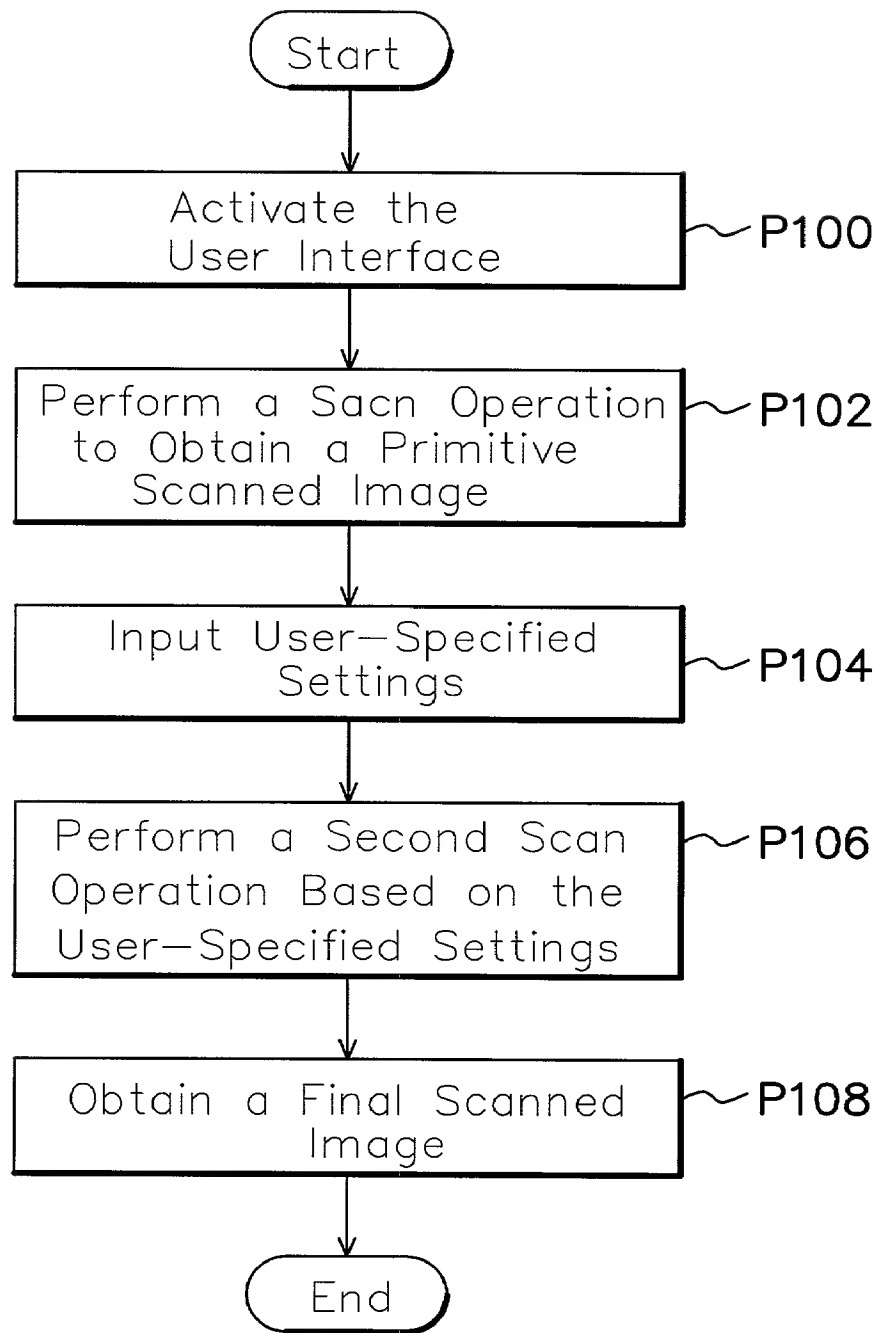 Start
Activate the
User Interface
P100
Perform a Sacn Operation
to Obtain a Primitive
Scanned Image
P102
Input User-Specified
Settings
P104
Perform a Second Scan
Operation Based on the
User-Specified Settings
P106
Obtain a Final Scanned
Image
P108
End